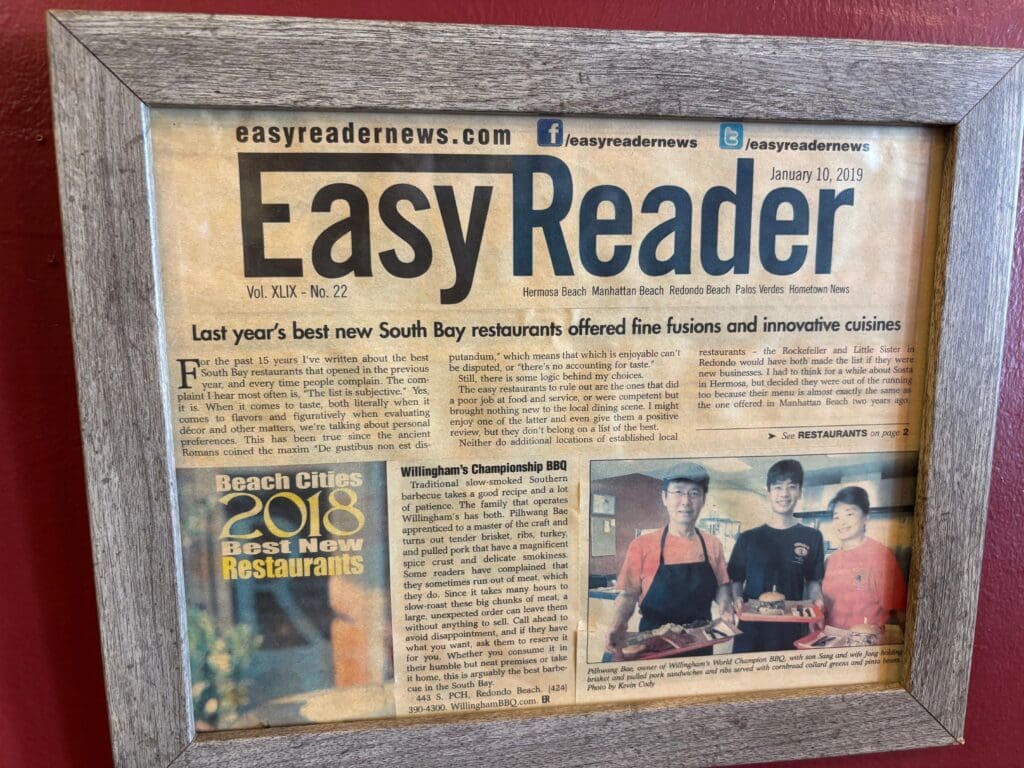 easyreadernews.com
f /easyreadernews
t /easyreadernews
Easy Reader
January 10, 2019
Vol. XLIX - No. 22
Hermosa Beach Manhattan Beach Redondo Beach Palos Verdes Hometown News
Last year's best new South Bay restaurants offered fine fusions and innovative cuisines
For the past 15 years I've written about the best
South Bay restaurants that opened in the previous
year, and every time people complain. The com-
plaint I hear most often is, "The list is subjective." Yes,
it is. When it comes to taste, both literally when it
comes to flavors and figuratively when evaluating
décor and other matters, we're talking about personal
preferences. This has been true since the ancient
Romans coined the maxim "De gustibus non est dis-
putandum," which means that which is enjoyable can't
be disputed, or "there's no accounting for taste."
Still, there is some logic behind my choices.
The easy restaurants to rule out are the ones that did
a poor job at food and service, or were competent but
brought nothing new to the local dining scene. I might
enjoy one of the latter and even give them a positive
review, but they don't belong on a list of the best.
Neither do additional locations of established local
restaurants – the Rockefeller and Little Sister in
Redondo would have both made the list if they were
new businesses. I had to think for a while about Sosta
in Hermosa, but decided they were out of the running
too because their menu is almost exactly the same as
the one offered in Manhattan Beach two years ago.
➤ See RESTAURANTS on page 2
Beach Cities
2018
Best New
Restaurants
Willingham's Championship BBQ
Traditional slow-smoked Southern
barbecue takes a good recipe and a lot
of patience. The family that operates
Willingham's has both. Pilhwang Bae
apprenticed to a master of the craft and
turns out tender brisket, ribs, turkey,
and pulled pork that have a magnificent
spice crust and delicate smokiness.
Some readers have complained that
they sometimes run out of meat, which
they do. Since it takes many hours to
slow-roast these big chunks of meat, a
large, unexpected order can leave them
without anything to sell. Call ahead to
avoid disappointment, and if they have
what you want, ask them to reserve it
for you. Whether you consume it in
their humble but neat premises or take
it home, this is arguably the best barbe-
cue in the South Bay.
443 S. PCH, Redondo Beach. (424)
390-4300. WillinghamBBQ.com. ER
Pilhwang Bae, owner of Willingham's World Champion BBQ, with son Sang and wife Jung holding
brisket and pulled pork sandwiches and ribs served with cornbread collard greens and pinto beans.
Photo by Kevin Cody